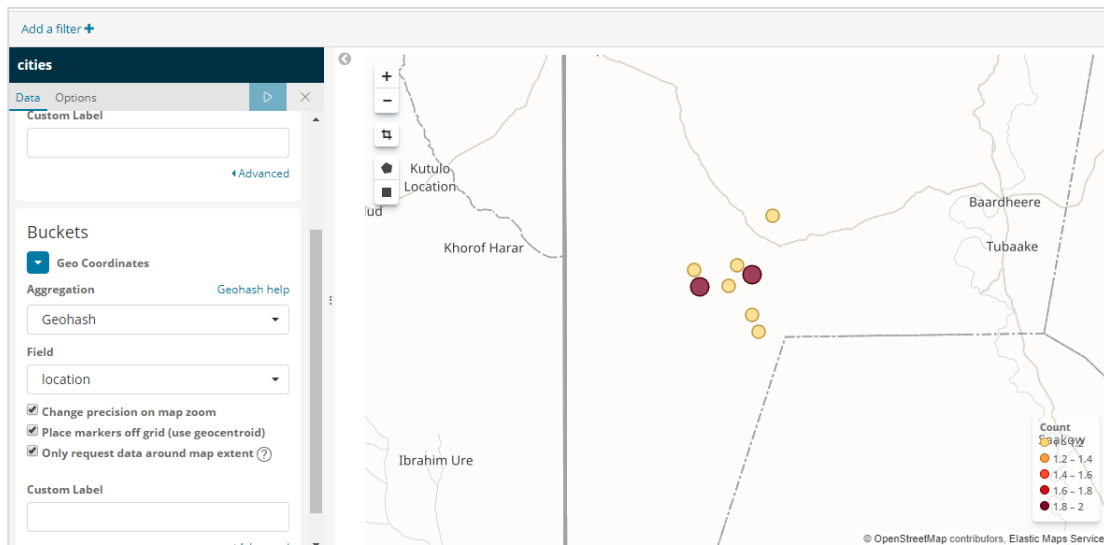 Add a filter +
cities
Data Options
Custom Label
Advanced
Buckets
Geo Coordinates
Aggregation Geohash help
Geohash
Field
location
Change precision on map zoom
Place markers off grid (use geocentroid)
Only request data around map extent ?
Custom Label
+
−
Kutulo
Location
Khorof Harar
Baardheere
Tubaake
Ibrahim Ure
Count
1.2 – 1.4
1.4 – 1.6
1.6 – 1.8
1.8 – 2
© OpenStreetMap contributors, Elastic Maps Service